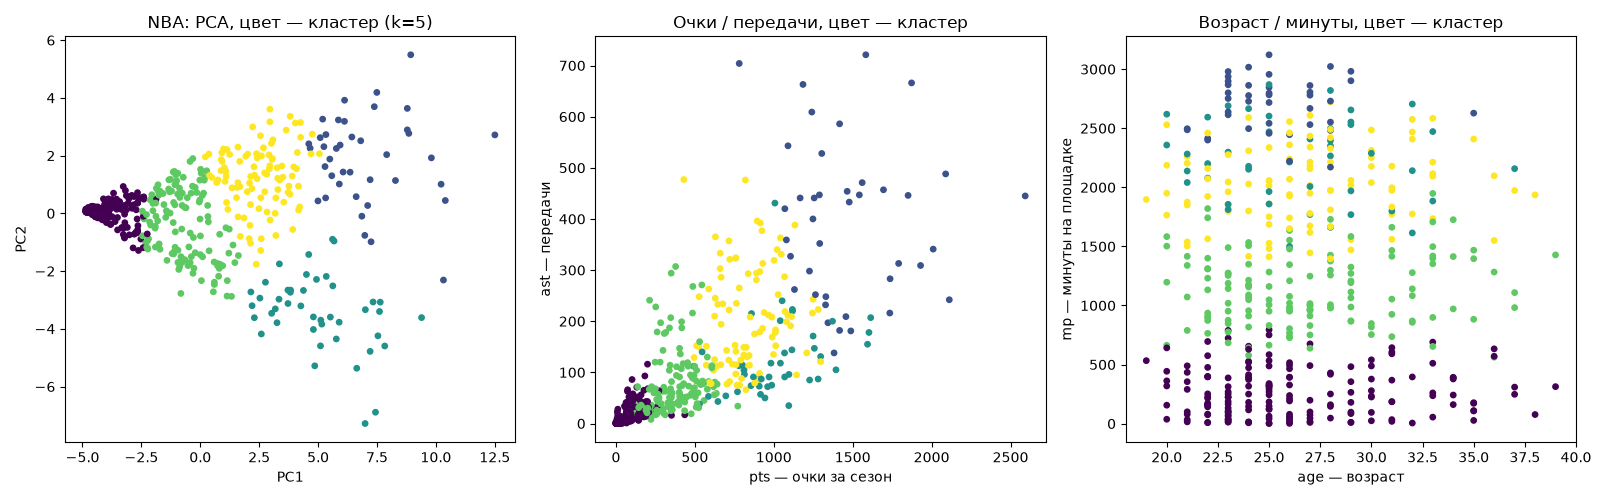 NBA: PCA, цвет — кластер (k=5)
6
4
2
0
−2
−4
−6
PC2
−5.0 −2.5 0.0 2.5 5.0 7.5 10.0 12.5
PC1
Очки / передачи, цвет — кластер
700
600
500
400
300
200
100
0
ast — передачи
0 500 1000 1500 2000 2500
pts — очки за сезон
Возраст / минуты, цвет — кластер
3000
2500
2000
1500
1000
500
0
mp — минуты на площадке
20.0 22.5 25.0 27.5 30.0 32.5 35.0 37.5 40.0
age — возраст